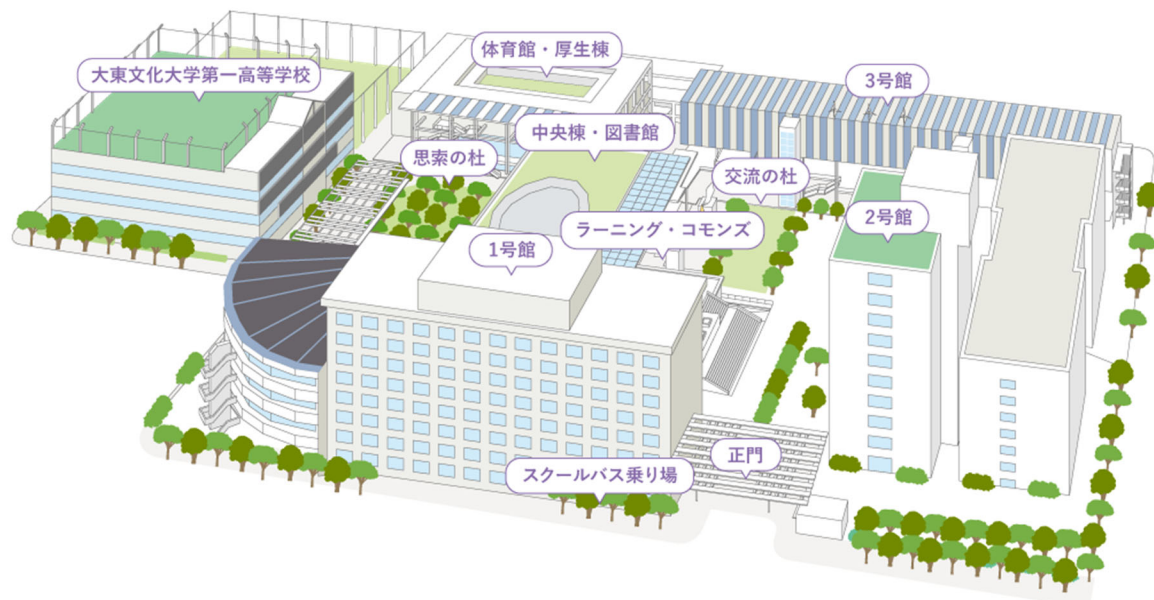 体育館・厚生棟
大東文化大学第一高等学校
3号館
中央棟・図書館
思索の杜
交流の杜
2号館
ラーニング・コモンズ
1号館
正門
スクールバス乗り場